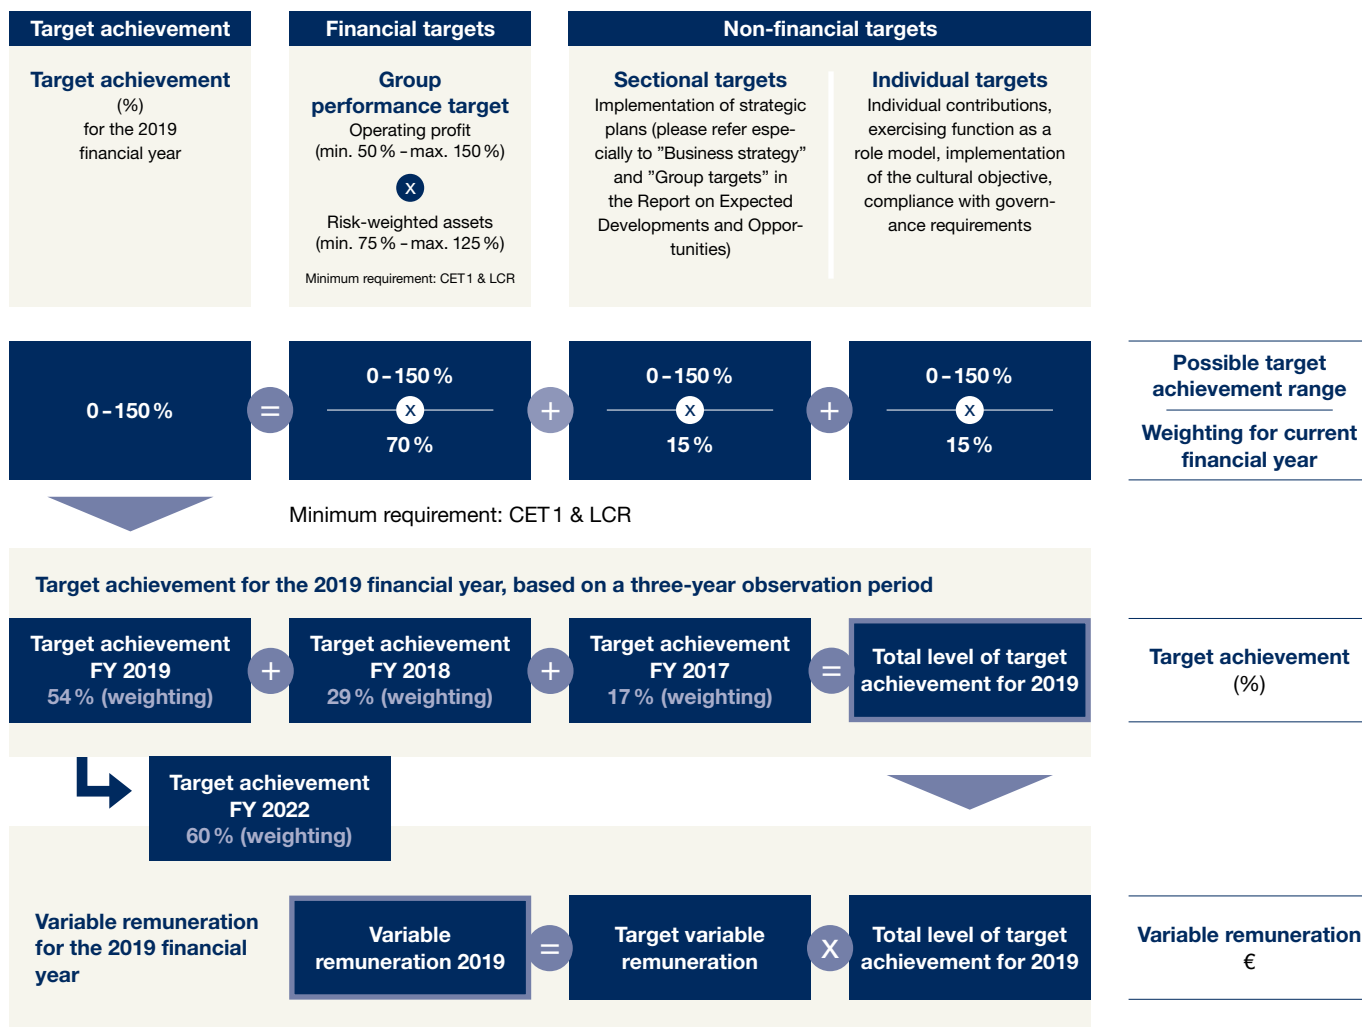 Target achievement
Financial targets
Non-financial targets
Target achievement
(%)
for the 2019
financial year
Group
performance target
Operating profit
(min. 50 % – max. 150 %)
x
Risk-weighted assets
(min. 75 % – max. 125 %)
Minimum requirement: CET 1 & LCR
Sectional targets
Implementation of strategic
plans (please refer espe-
cially to ”Business strategy”
and ”Group targets” in
the Report on Expected
Developments and Oppor-
tunities)
Individual targets
Individual contributions,
exercising function as a
role model, implementation
of the cultural objective,
compliance with govern-
ance requirements
0 – 150 %
=
0 – 150 %
x
70 %
+
0 – 150 %
x
15 %
+
0 – 150 %
x
15 %
Possible target
achievement range
Weighting for current
financial year
Minimum requirement: CET 1 & LCR
Target achievement for the 2019 financial year, based on a three-year observation period
Target achievement
FY 2019
54 % (weighting)
+
Target achievement
FY 2018
29 % (weighting)
+
Target achievement
FY 2017
17 % (weighting)
=
Total level of target
achievement for 2019
Target achievement
(%)
Target achievement
FY 2022
60 % (weighting)
Variable remuneration
for the 2019 financial
year
Variable
remuneration 2019
=
Target variable
remuneration
x
Total level of target
achievement for 2019
Variable remuneration
€